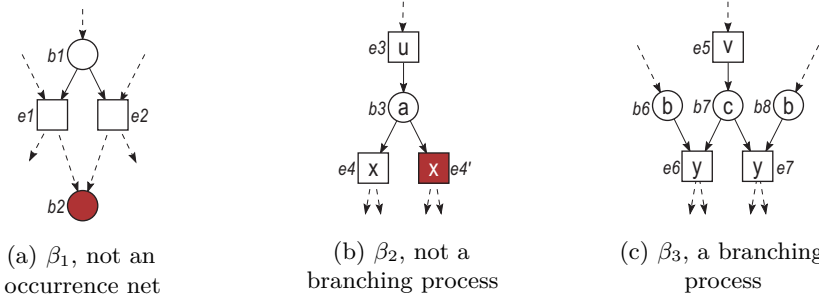 b1
e1
e2
b2
e3
u
b3
a
e4
x
x
e4'
(a) β₁, not an
occurrence net
(b) β₂, not a
branching process
e5
v
b6
b
b7
c
b8
b
e6
y
y
e7
(c) β₃, a branching
process